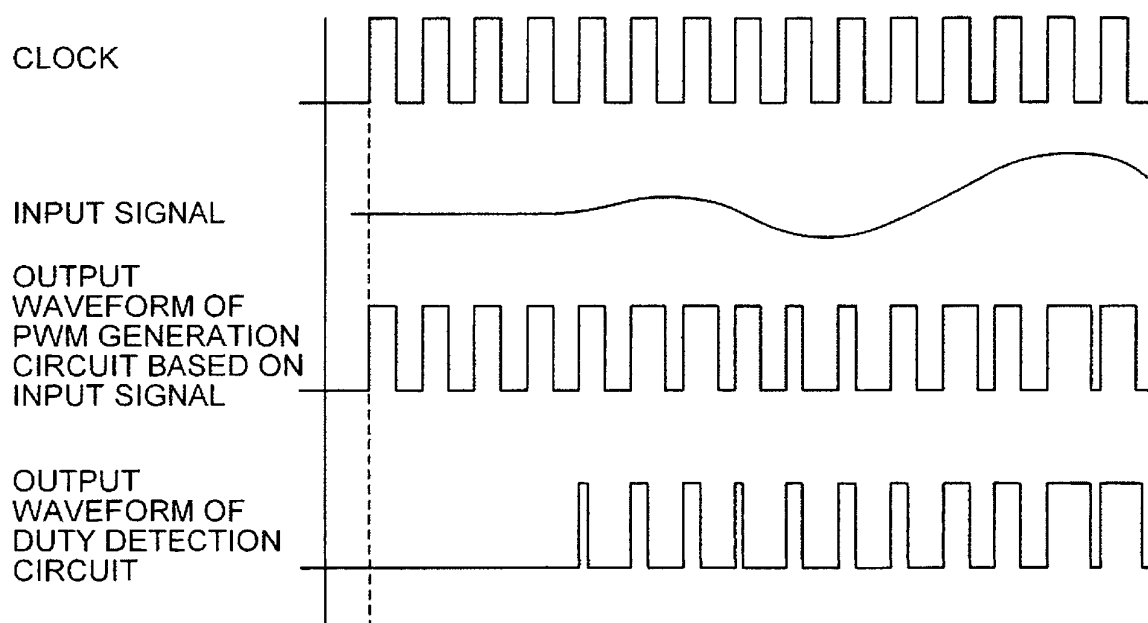 CLOCK
INPUT SIGNAL
OUTPUT
WAVEFORM OF
PWM GENERATION
CIRCUIT BASED ON
INPUT SIGNAL
OUTPUT
WAVEFORM OF
DUTY DETECTION
CIRCUIT